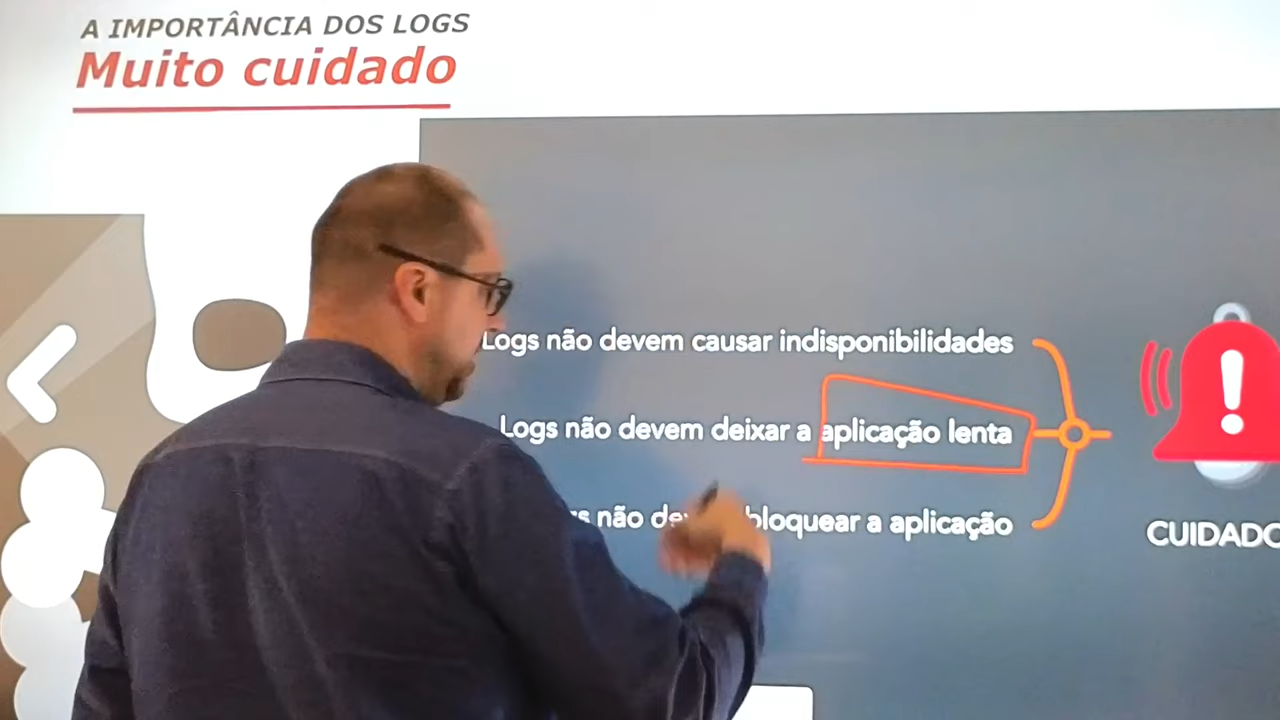 A IMPORTÂNCIA DOS LOGS
Muito cuidado
Logs não devem causar indisponibilidades
Logs não devem deixar a aplicação lenta
não bloquear a aplicação
CUIDADO